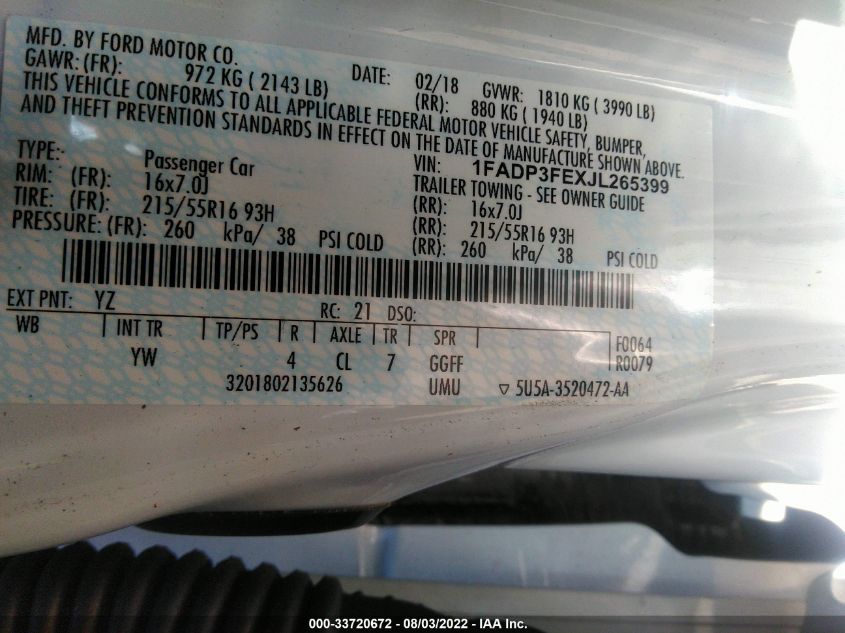 MFD. BY FORD MOTOR CO.
DATE: 02/18 GVWR: 1810 KG ( 3990 LB)
GAWR: (FR): 972 KG ( 2143 LB) (RR): 880 KG ( 1940 LB)
THIS VEHICLE CONFORMS TO ALL APPLICABLE FEDERAL MOTOR VEHICLE SAFETY, BUMPER,
AND THEFT PREVENTION STANDARDS IN EFFECT ON THE DATE OF MANUFACTURE SHOWN ABOVE.
TYPE: Passenger Car VIN: 1FADP3FEXJL265399
RIM: (FR): 16x7.0J TRAILER TOWING - SEE OWNER GUIDE
(RR): 16x7.0J
TIRE: (FR): 215/55R16 93H (RR): 215/55R16 93H
PRESSURE: (FR): 260 kPa/ 38 PSI COLD (RR): 260 kPa/ 38 PSI COLD
EXT PNT: YZ RC: 21 DSO:
WB INT TR TP/PS R AXLE TR SPR F0064
YW 4 CL 7 GGFF R0079
3201802135626 UMU ▽ 5U5A-3520472-AA
000-33720672 - 08/03/2022 - IAA Inc.